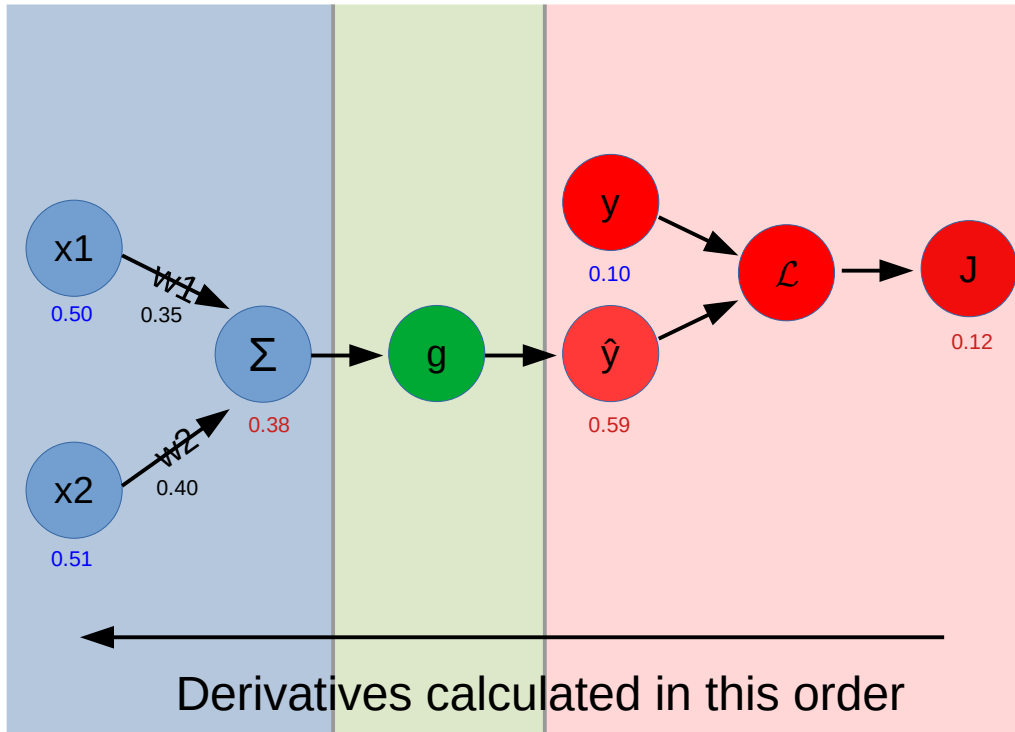 y
0.10
x1
0.50
w1
0.35
ℒ
J
0.12
Σ
0.38
g
ŷ
0.59
w2
0.40
x2
0.51
Derivatives calculated in this order